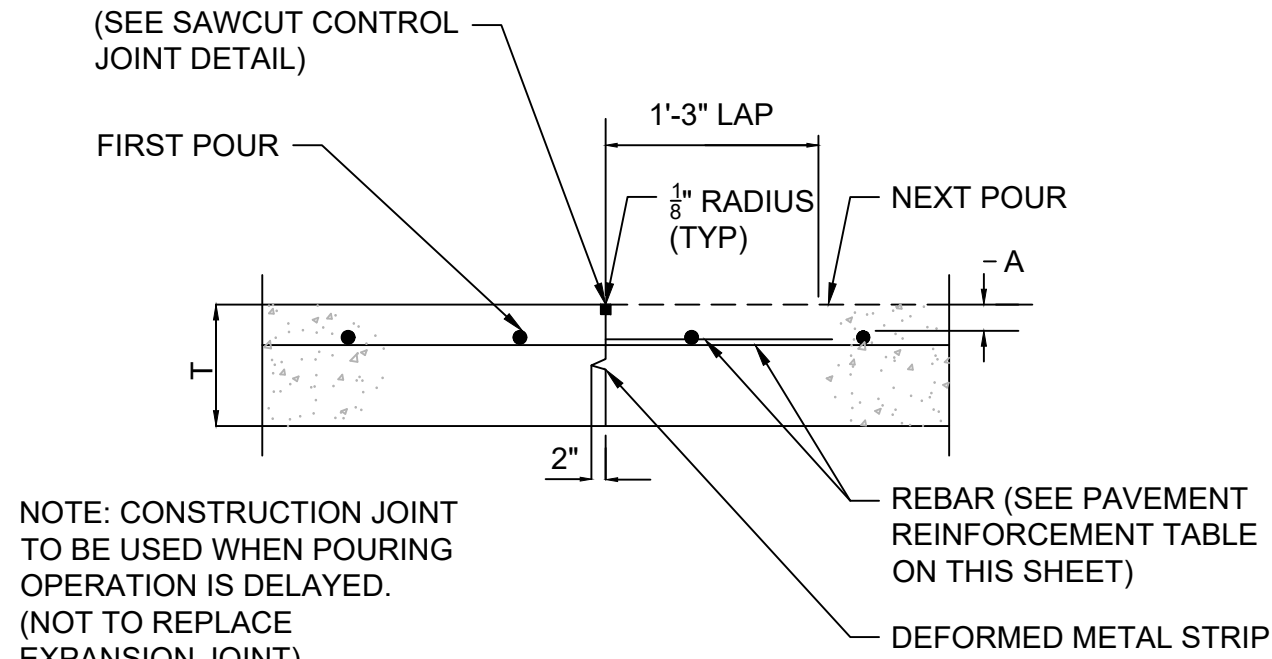 (SEE SAWCUT CONTROL
JOINT DETAIL)
1'-3" LAP
FIRST POUR
1/8" RADIUS
(TYP)
NEXT POUR
A
T
2"
NOTE: CONSTRUCTION JOINT
TO BE USED WHEN POURING
OPERATION IS DELAYED.
(NOT TO REPLACE
EXPANSION JOINT)
REBAR (SEE PAVEMENT
REINFORCEMENT TABLE
ON THIS SHEET)
DEFORMED METAL STRIP